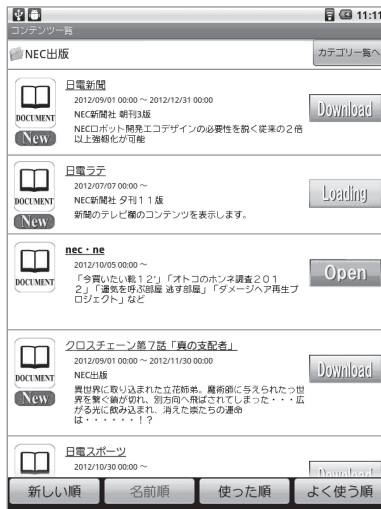 11:11
コンテンツ一覧
NEC出版
カテゴリ一覧へ
日電新聞
2012/09/01 00:00 ~ 2012/12/31 00:00
NEC新聞社 朝刊3版
NECロボット開発エコデザインの必要性を脱く従来の2倍
以上強細化が可能
DOCUMENT
New
Download
日電ラテ
2012/07/07 00:00 ~
NEC新聞社 夕刊11版
新聞のテレビ欄のコンテンツを表示します。
DOCUMENT
New
Loading
nec・ne
2012/10/05 00:00 ~
「今買いたい靴12'」「オトコのホンネ調査201
2」「運気を呼ぶ部屋 逃す部屋」「ダメージヘア再生プ
ロジェクト」など
DOCUMENT
Open
クロスチェーン第7話「真の支配者」
2012/09/01 00:00 ~ 2012/11/30 00:00
NEC出版
異世界に取り込まれた立花姉弟。魔術師に与えられたっ世
界を繋ぐ鎖が切れ、別方向へ飛ばされてしまった・・・広
がる光に飲み込まれ、消えた崇たちの運命
は・・・・・・!?
DOCUMENT
New
Download
日電スポーツ
2012/10/30 00:00 ~
DOCUMENT
Download
新しい順
名前順
使った順
よく使う順